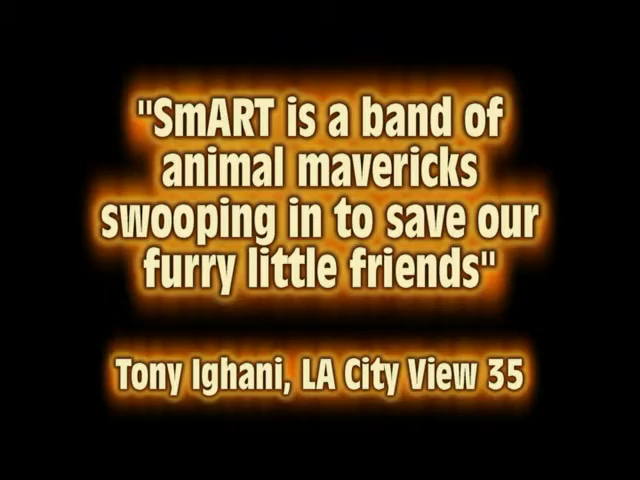 "SmART is a band of
animal mavericks
swooping in to save our
furry little friends"
Tony Ighani, LA City View 35